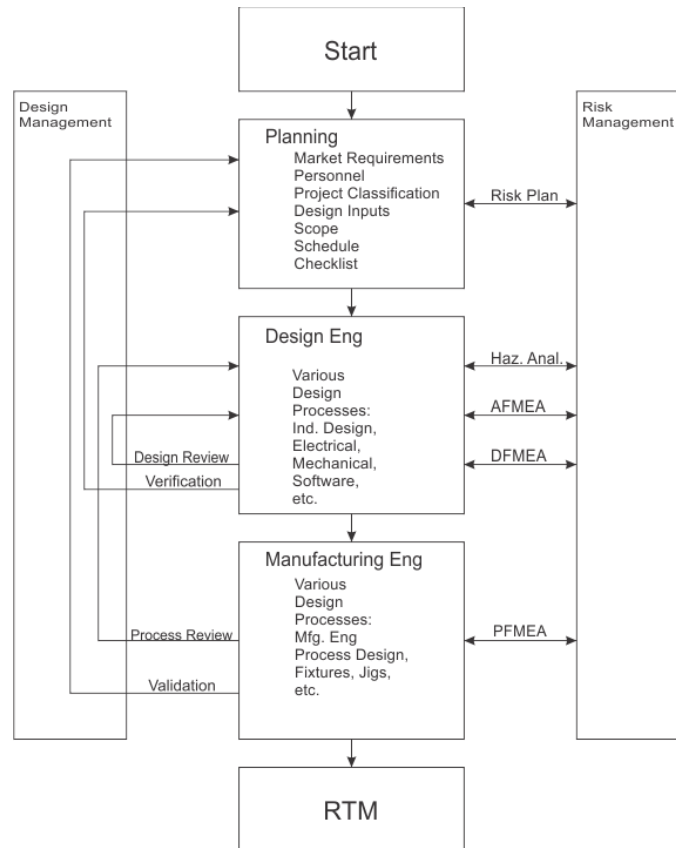 Start
Design
Management
Risk
Management
Planning
Market Requirements
Personnel
Project Classification
Design Inputs
Scope
Schedule
Checklist
Risk Plan
Design Eng
Various
Design
Processes:
Ind. Design,
Electrical,
Mechanical,
Software,
etc.
Haz. Anal.
AFMEA
DFMEA
Design Review
Verification
Manufacturing Eng
Various
Design
Processes:
Mfg. Eng
Process Design,
Fixtures, Jigs,
etc.
Process Review
Validation
PFMEA
RTM